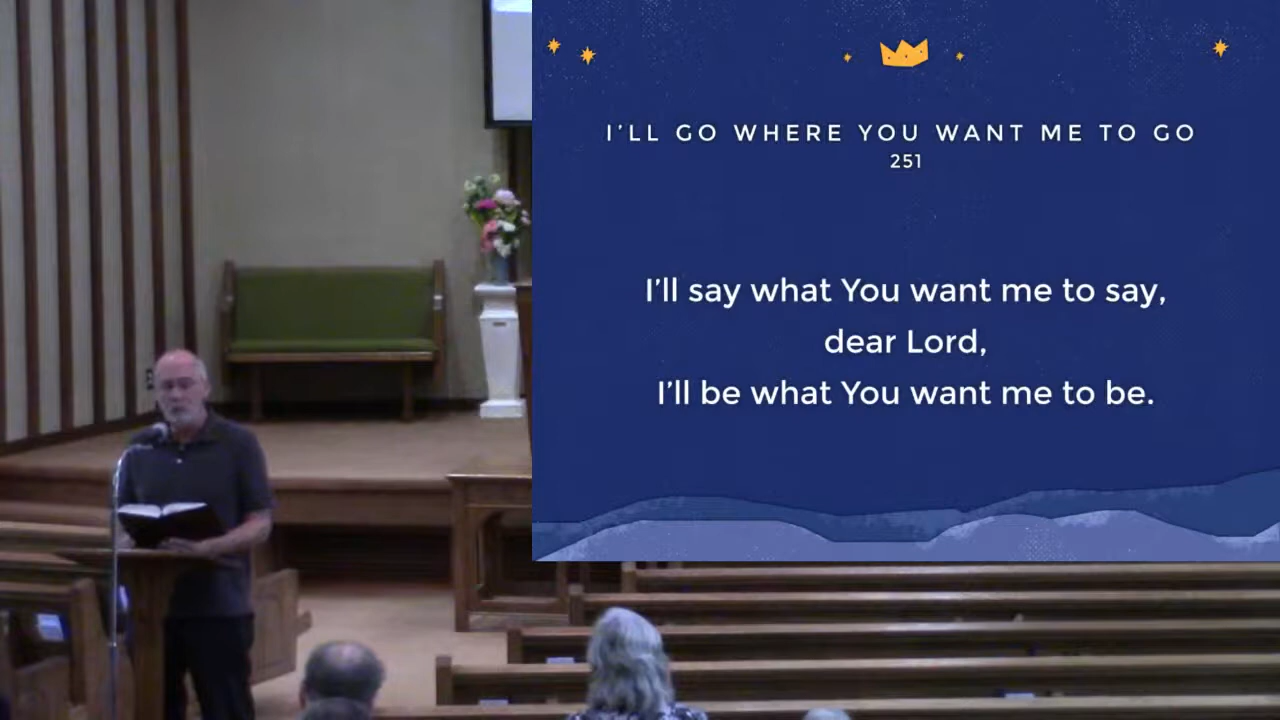 I'LL GO WHERE YOU WANT ME TO GO
251
I'll say what You want me to say,
dear Lord,
I'll be what You want me to be.